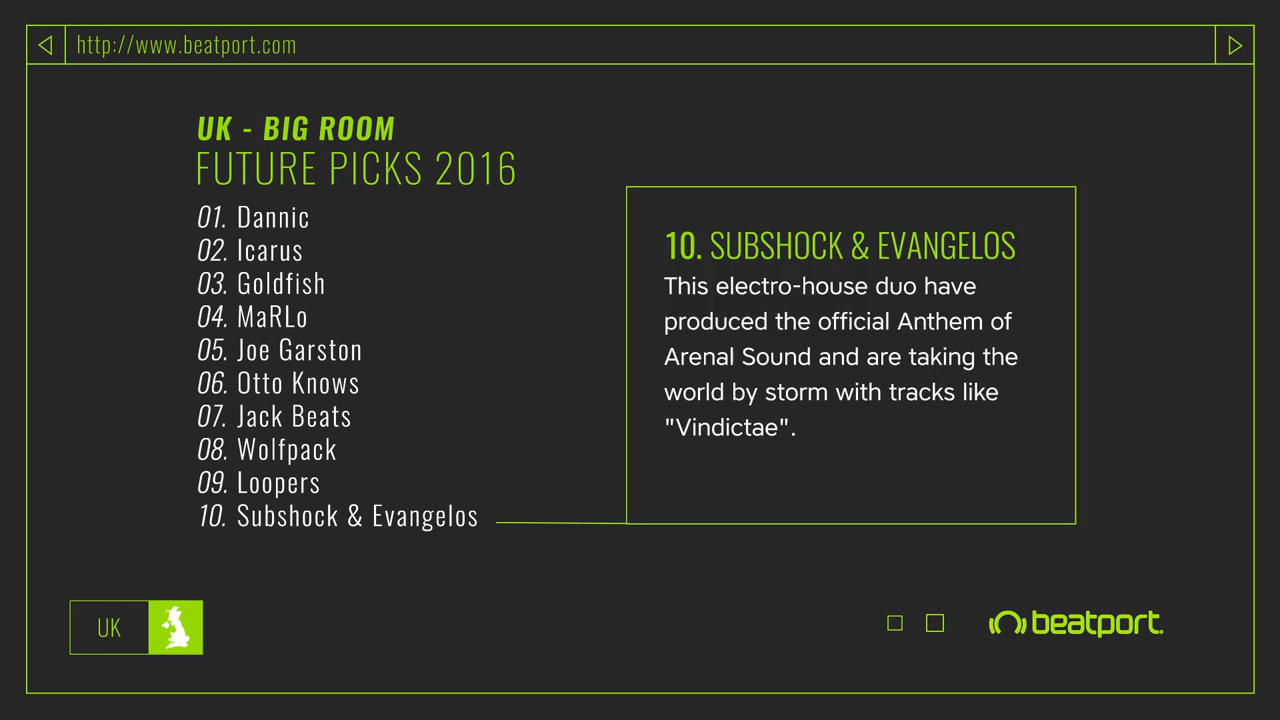 http://www.beatport.com
UK - BIG ROOM
FUTURE PICKS 2016
01. Dannic
02. Icarus
03. Goldfish
04. MaRLo
05. Joe Garston
06. Otto Knows
07. Jack Beats
08. Wolfpack
09. Loopers
10. Subshock & Evangelos
10. SUBSHOCK & EVANGELOS
This electro-house duo have
produced the official Anthem of
Arenal Sound and are taking the
world by storm with tracks like
"Vindictae".
UK
beatport